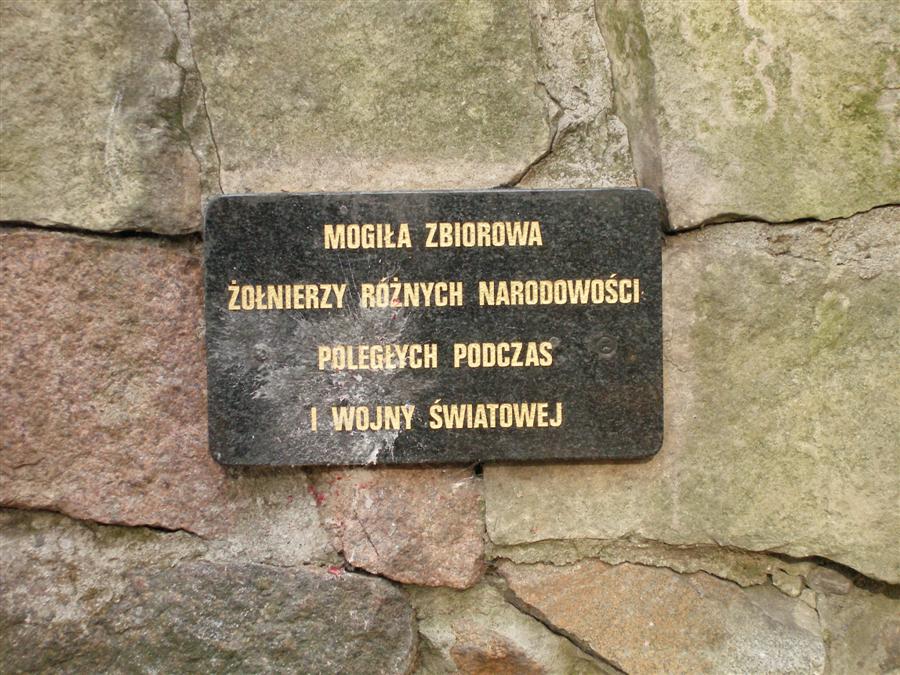 MOGIŁA ZBIOROWA
ŻOŁNIERZY RÓŻNYCH NARODOWOŚCI
POLEGŁYCH PODCZAS
I WOJNY ŚWIATOWEJ